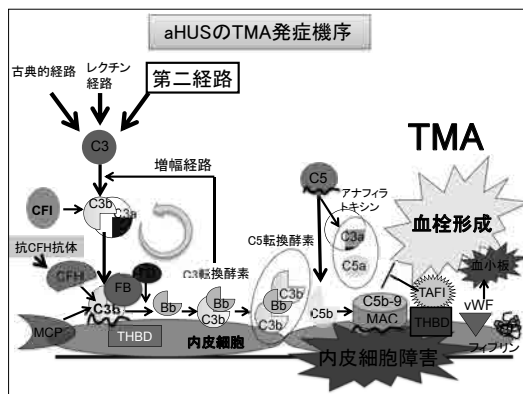 aHUSのTMA発症機序
古典的経路
レクチン
経路
第二経路
C3
増幅経路
C3b
C3a
CFI
抗CFH抗体
CFH
FB
C3b
MCP
THBD
Bb
C3転換酵素
Bb
C3b
内皮細胞
C5転換酵素
C3b
Bb
C3b
C5
アナフィラ
トキシン
C3a
C5a
C5b
C5b-9
MAC
TMA
血栓形成
TAFI
THBD
血小板
vWF
フィブリン
内皮細胞障害